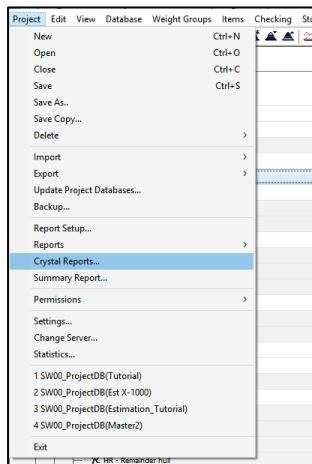 Project Edit View Database Weight Groups Items Checking
New Ctrl+N
Open Ctrl+O
Close Ctrl+C
Save Ctrl+S
Save As..
Save Copy...
Delete >
Import >
Export >
Update Project Databases...
Backup...
Report Setup...
Reports >
Crystal Reports...
Summary Report...
Permissions >
Settings...
Change Server...
Statistics...
1 SW00_ProjectDB(Tutorial)
2 SW00_ProjectDB(Est X-1000)
3 SW00_ProjectDB(Estimation_Tutorial)
4 SW00_ProjectDB(Master2)
Exit
HR - Remainder hull